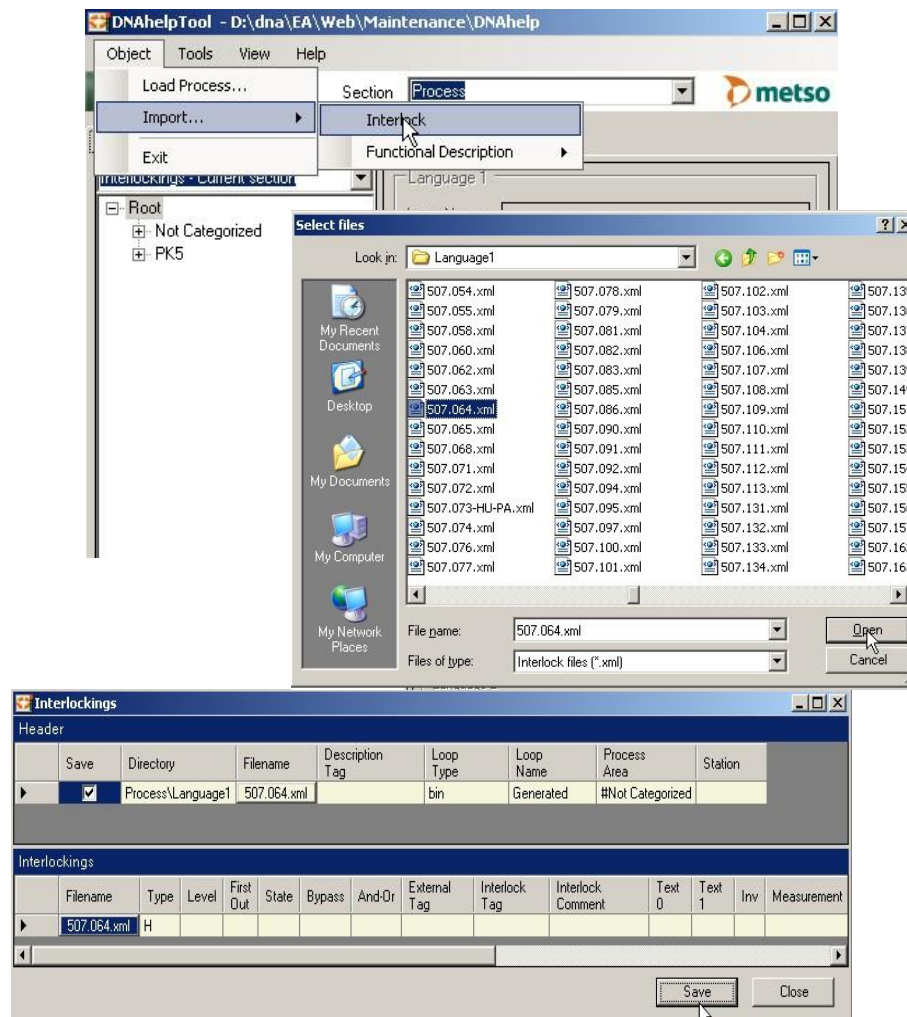 DNAhelpTool - D:\dna\EA\Web\Maintenance\DNAhelp
Object Tools View Help
Load Process...
Section Process
metso
Import...
Interlock
Exit
Functional Description
Interlockings - Current section
Language 1
Root
Not Categorized
PK5
Select files
Look in: Language1
My Recent Documents
Desktop
My Documents
My Computer
My Network Places
507.054.xml 507.078.xml 507.102.xml
507.055.xml 507.079.xml 507.103.xml
507.058.xml 507.081.xml 507.104.xml
507.060.xml 507.082.xml 507.106.xml
507.062.xml 507.083.xml 507.107.xml
507.063.xml 507.085.xml 507.108.xml
507.064.xml 507.086.xml 507.109.xml
507.065.xml 507.090.xml 507.110.xml
507.068.xml 507.091.xml 507.111.xml
507.071.xml 507.092.xml 507.112.xml
507.072.xml 507.094.xml 507.113.xml
507.073-HU-PA.xml 507.095.xml 507.131.xml
507.074.xml 507.097.xml 507.132.xml
507.076.xml 507.100.xml 507.133.xml
507.077.xml 507.101.xml 507.134.xml
File name: 507.064.xml Open
Files of type: Interlock files (*.xml) Cancel
Interlockings
Header
Save Directory Filename Description Tag Loop Type Loop Name Process Area Station
Process\Language1 507.064.xml bin Generated #Not Categorized
Interlockings
Filename Type Level First Out State Bypass And-Or External Tag Interlock Tag Interlock Comment Text 0 Text 1 Inv Measurement
507.064.xml H
Save Close